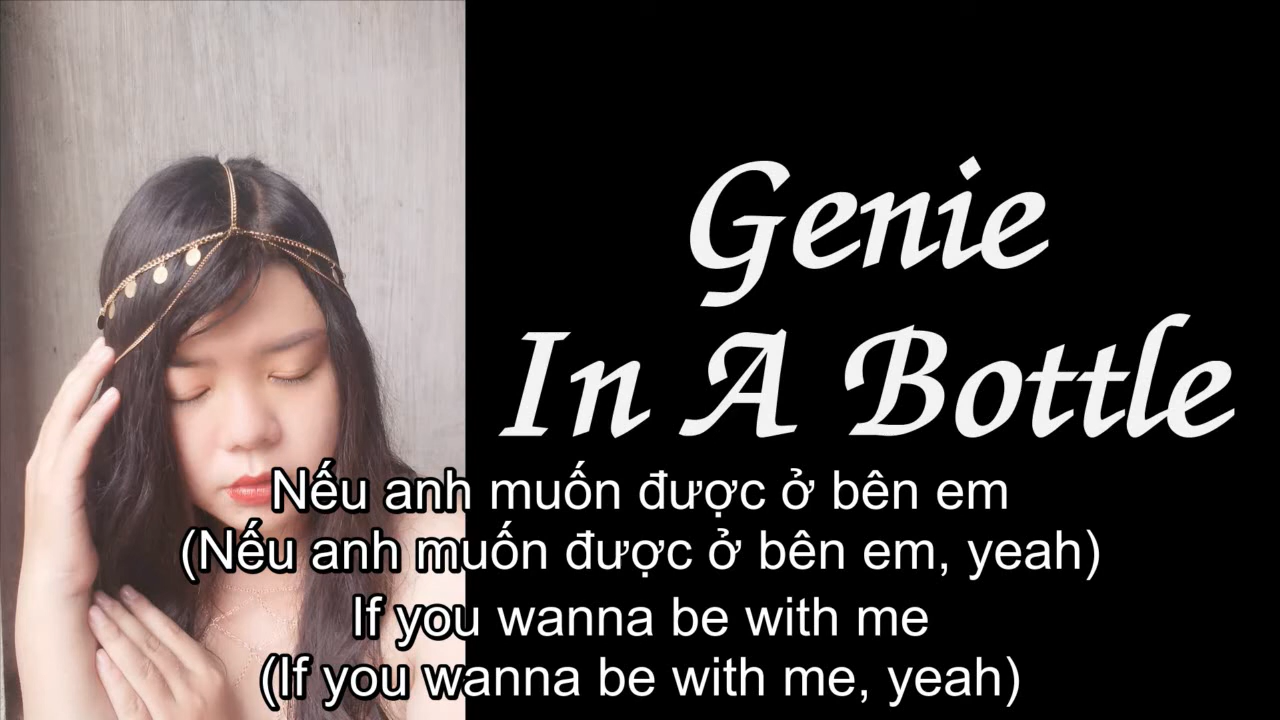 Genie
In A Bottle
Nếu anh muốn được ở bên em
(Nếu anh muốn được ở bên em, yeah)
If you wanna be with me
(If you wanna be with me, yeah)